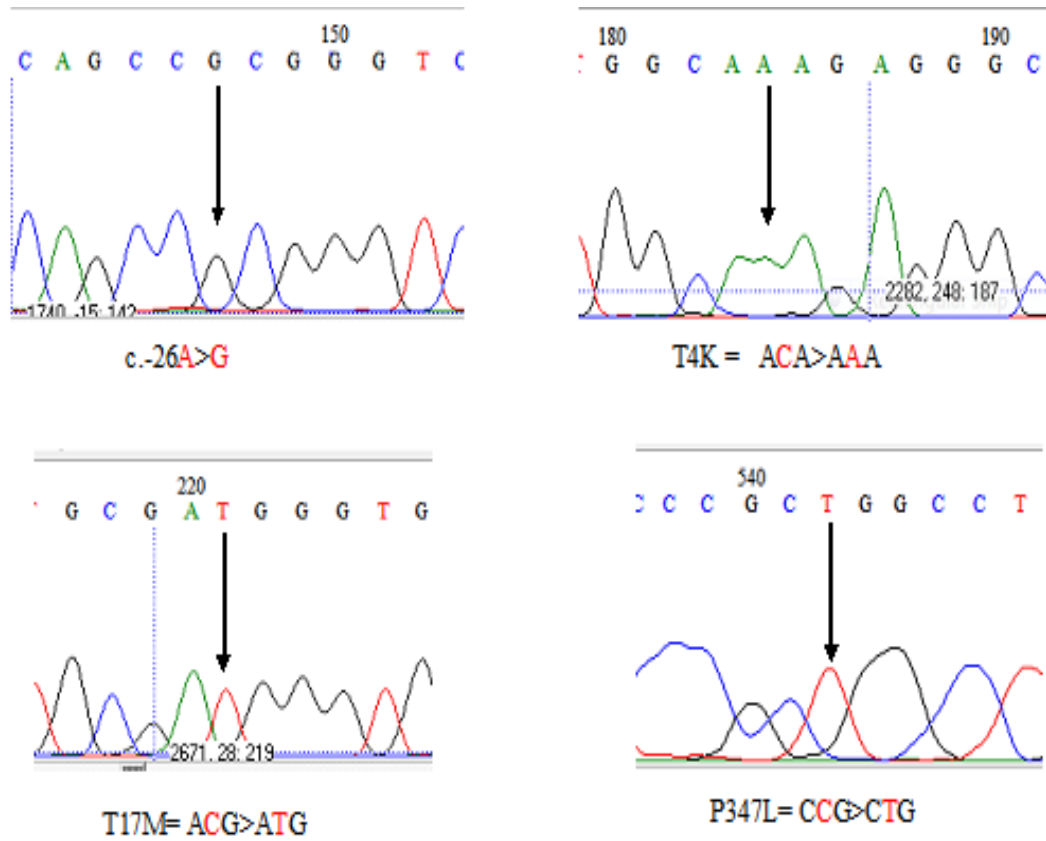 150
C A G C C G C G G G T C
c.-26A>G
180 190
G G C A A A G A G G G C
2282, 248: 187
T4K = ACA>AAA
220
G C G A T G G G T G
2671, 28: 219
T17M= ACG>ATG
540
C C C G C T G G C C T
P347L= CCG>CTG